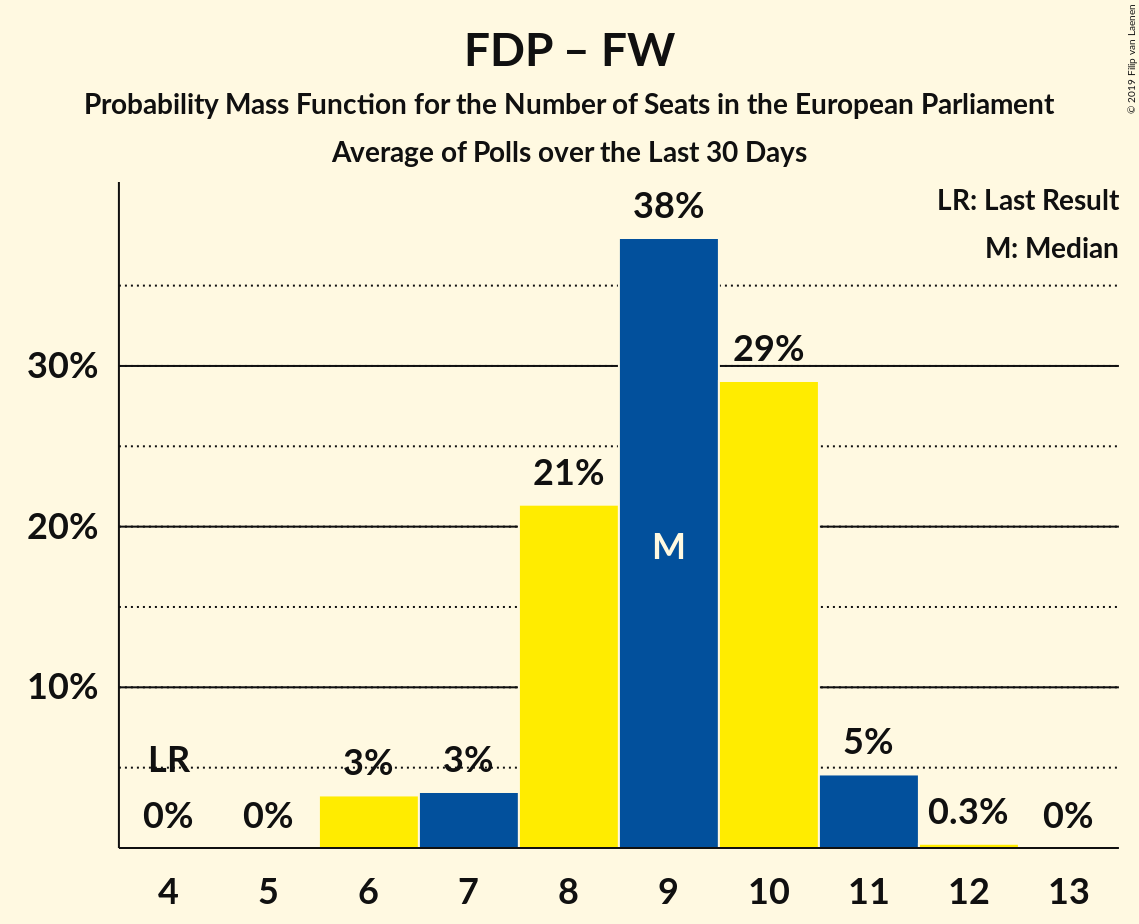 FDP – FW
Probability Mass Function for the Number of Seats in the European Parliament
Average of Polls over the Last 30 Days
© 2019 Filip van Laenen
LR: Last Result
M: Median
38%
29%
30%
21%
20%
M
10%
5%
LR
3%
3%
0%
0%
0.3%
0%
4 5 6 7 8 9 10 11 12 13